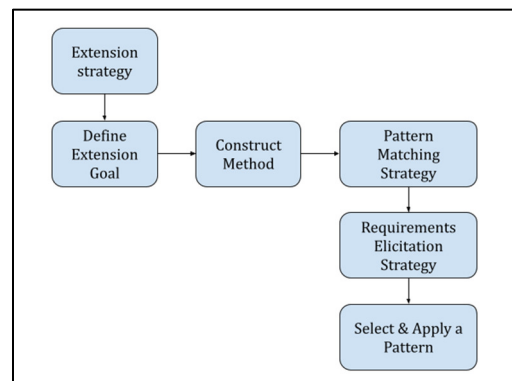 Extension
strategy
Define
Extension
Goal
Construct
Method
Pattern
Matching
Strategy
Requirements
Elicitation
Strategy
Select & Apply a
Pattern